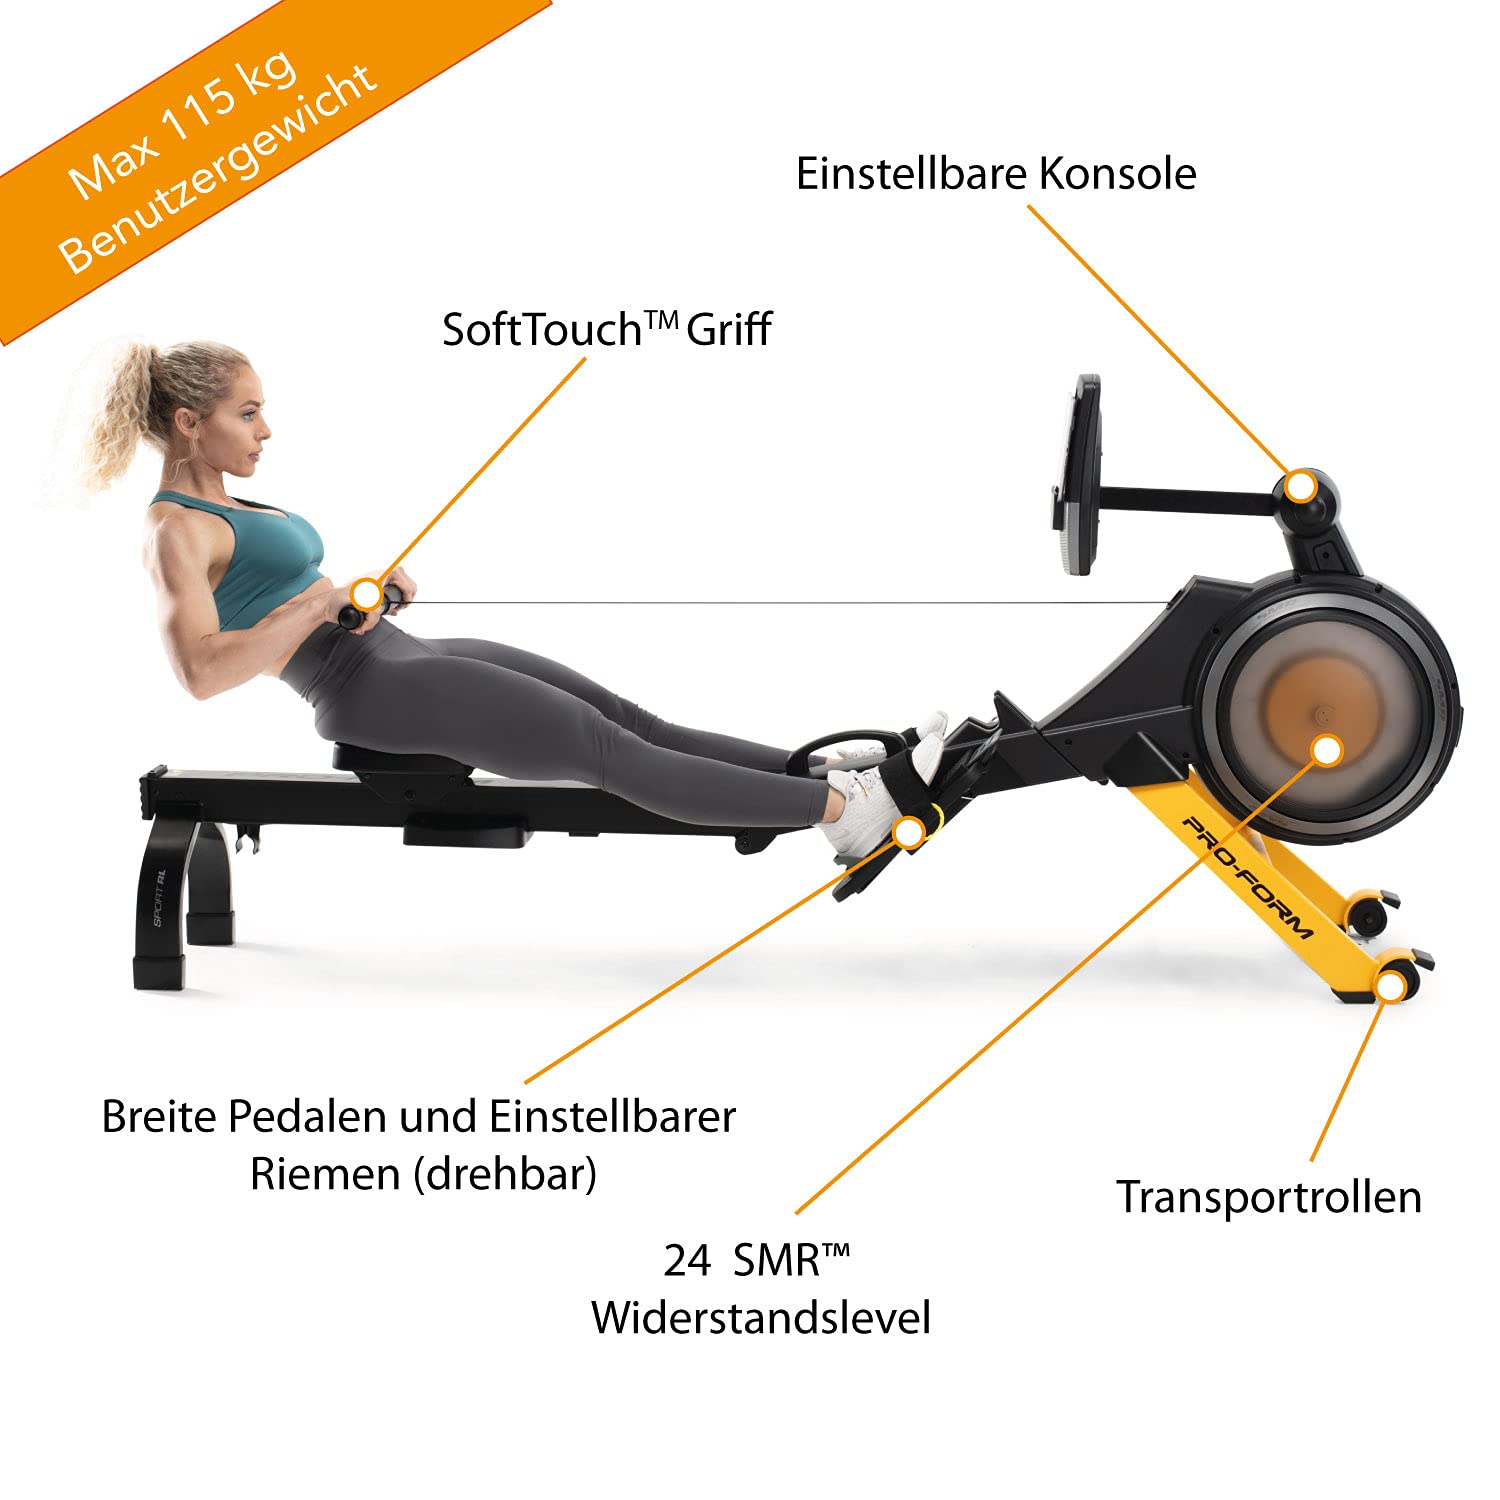 Max 115 kg
Benutzergewicht
Einstellbare Konsole
SoftTouch™ Griff
SPORT RL
PRO-FORM
Breite Pedalen und Einstellbarer
Riemen (drehbar)
24 SMR™
Widerstandslevel
Transportrollen